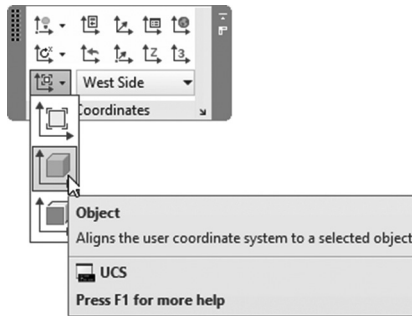 West Side
Coordinates
Object
Aligns the user coordinate system to a selected object
UCS
Press F1 for more help